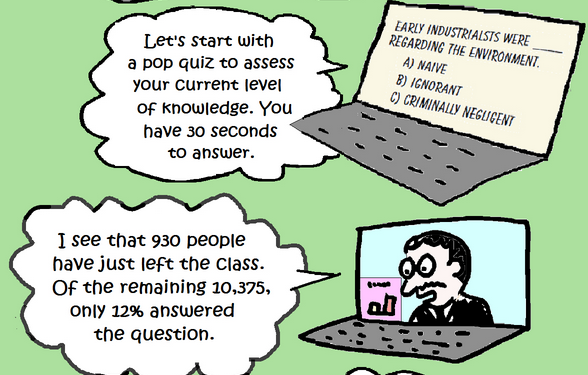 Let's start with
a pop quiz to assess
your current level
of knowledge. You
have 30 seconds
to answer.
EARLY INDUSTRIALSTS WERE ____
REGARDING THE ENVIRONMENT.
A) NAIVE
B) IGNORANT
C) CRIMINALLY NEGLIGENT
I see that 930 people
have just left the class.
Of the remaining 10,375,
only 12% answered
the question.